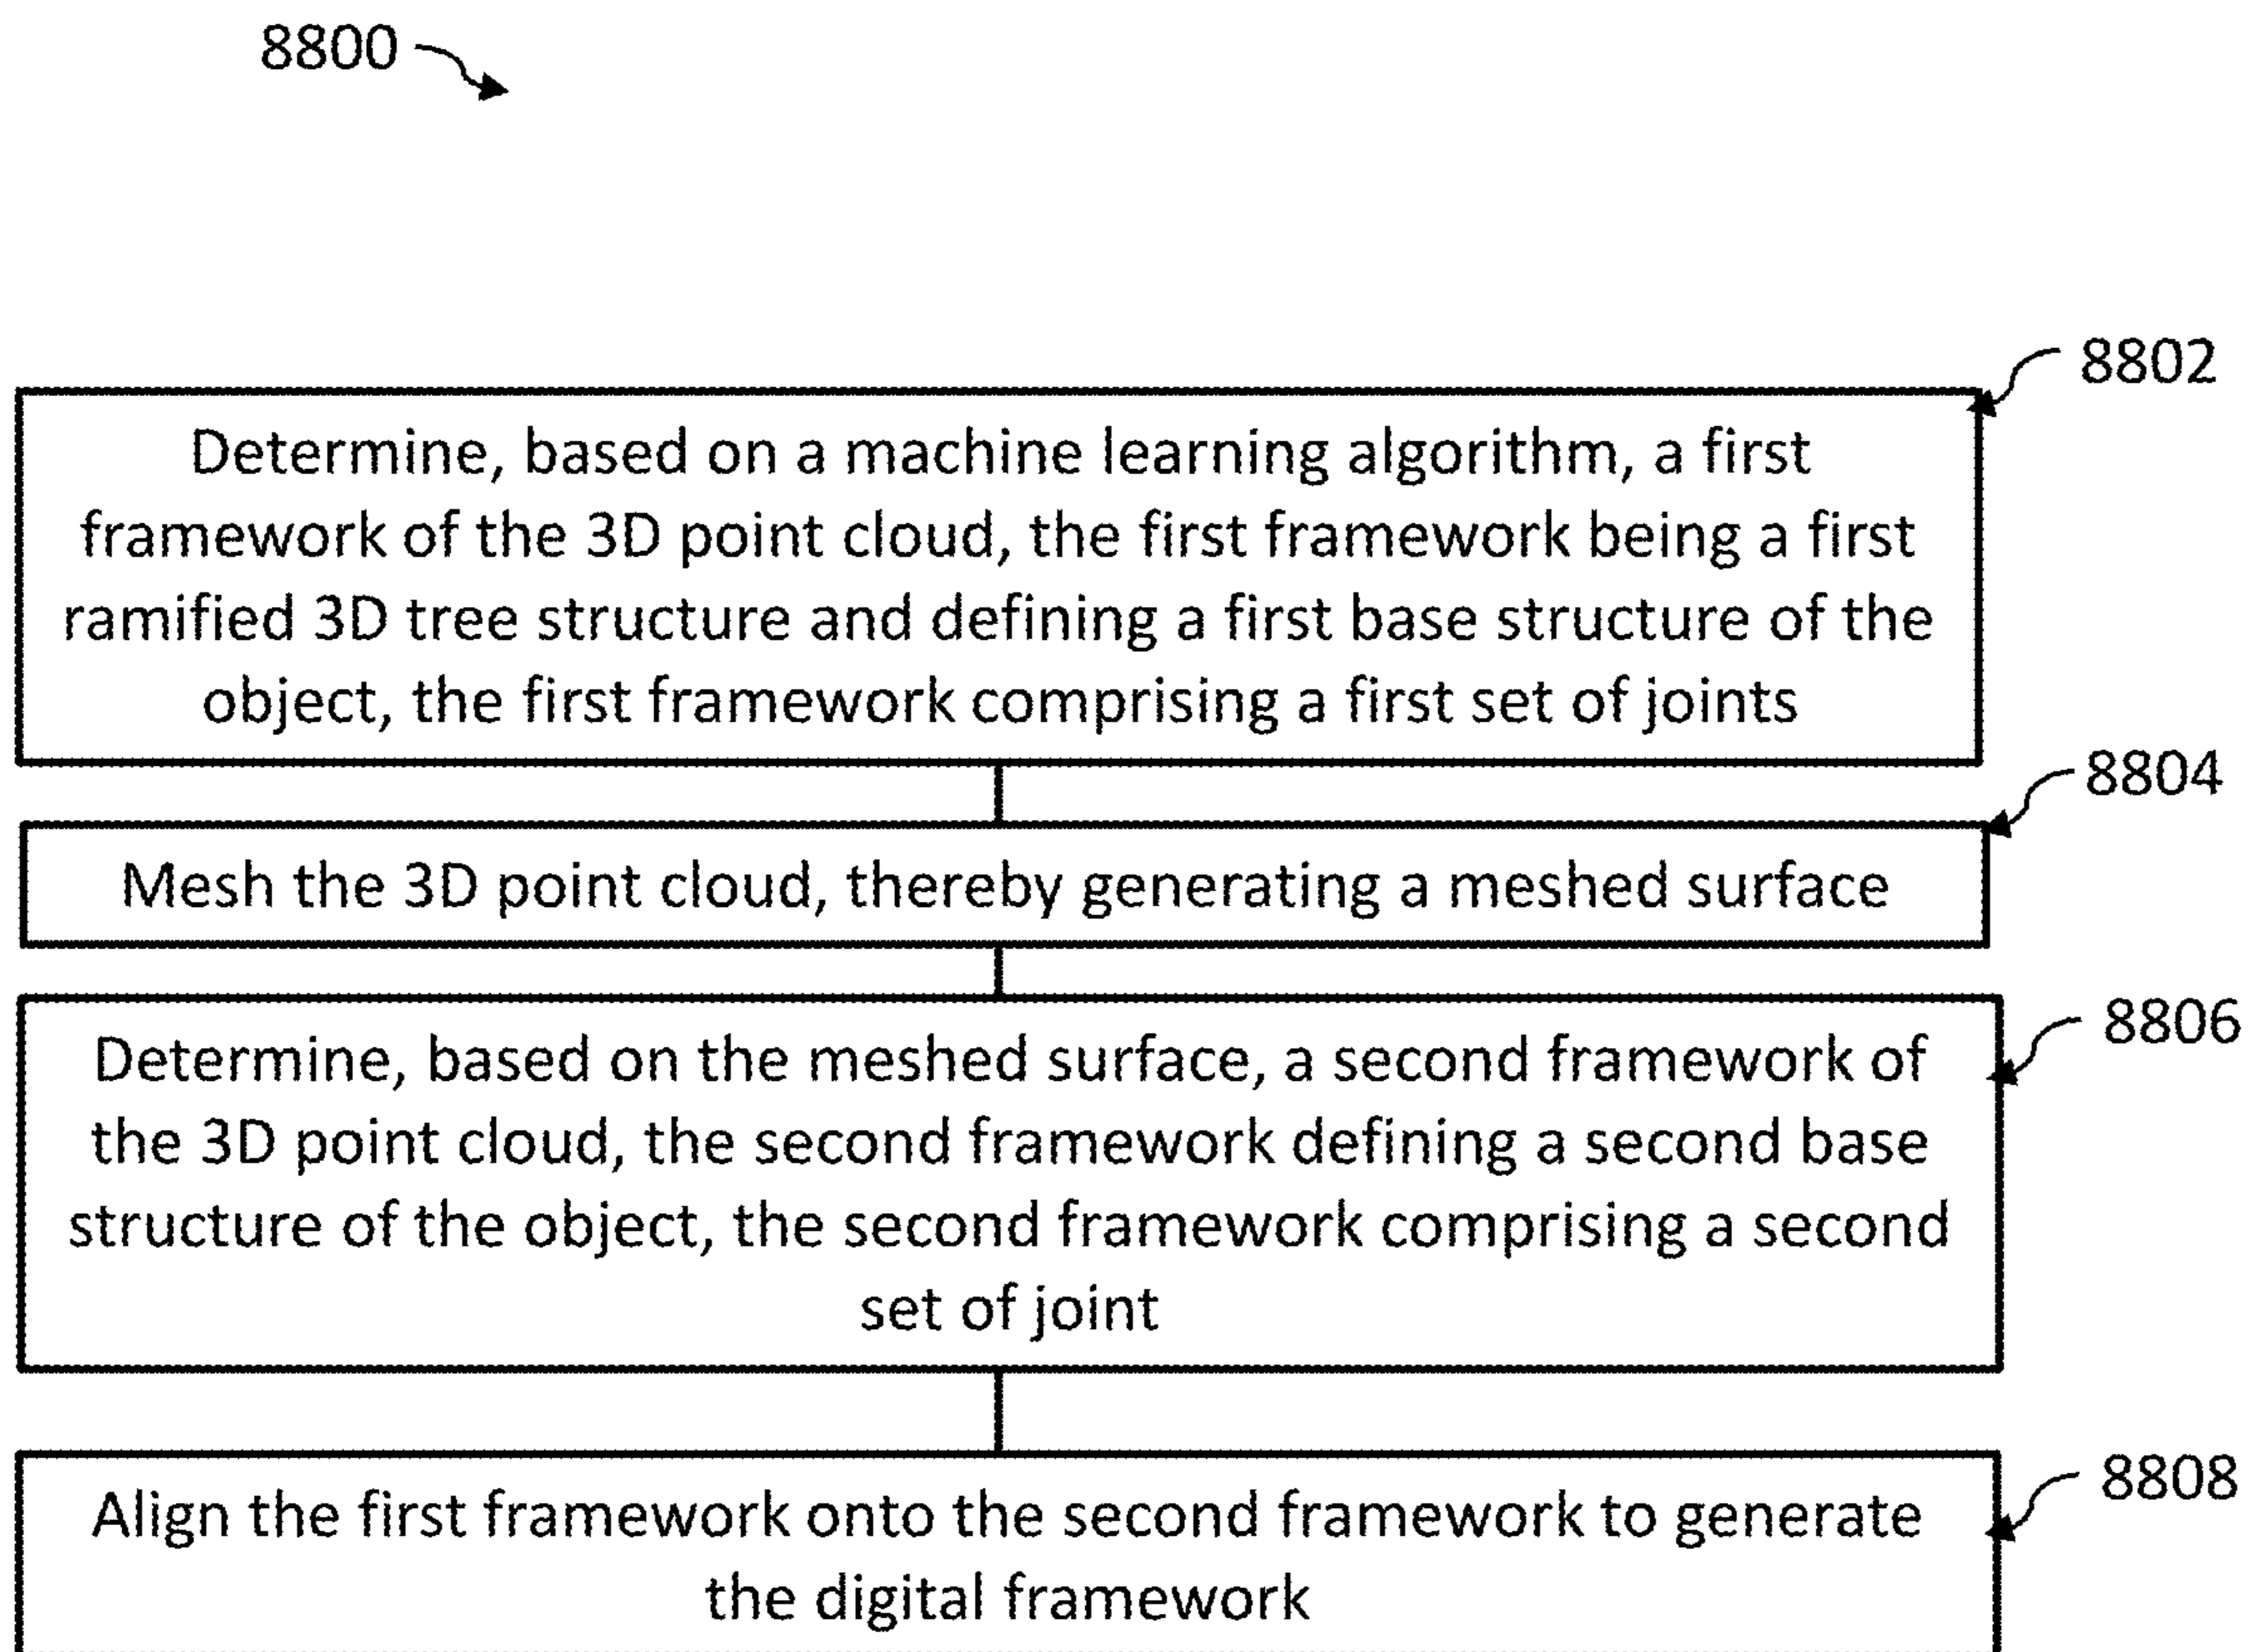 8800
8802
Determine, based on a machine learning algorithm, a first
framework of the 3D point cloud, the first framework being a first
ramified 3D tree structure and defining a first base structure of the
object, the first framework comprising a first set of joints
8804
Mesh the 3D point cloud, thereby generating a meshed surface
8806
Determine, based on the meshed surface, a second framework of
the 3D point cloud, the second framework defining a second base
structure of the object, the second framework comprising a second
set of joint
8808
Align the first framework onto the second framework to generate
the digital framework